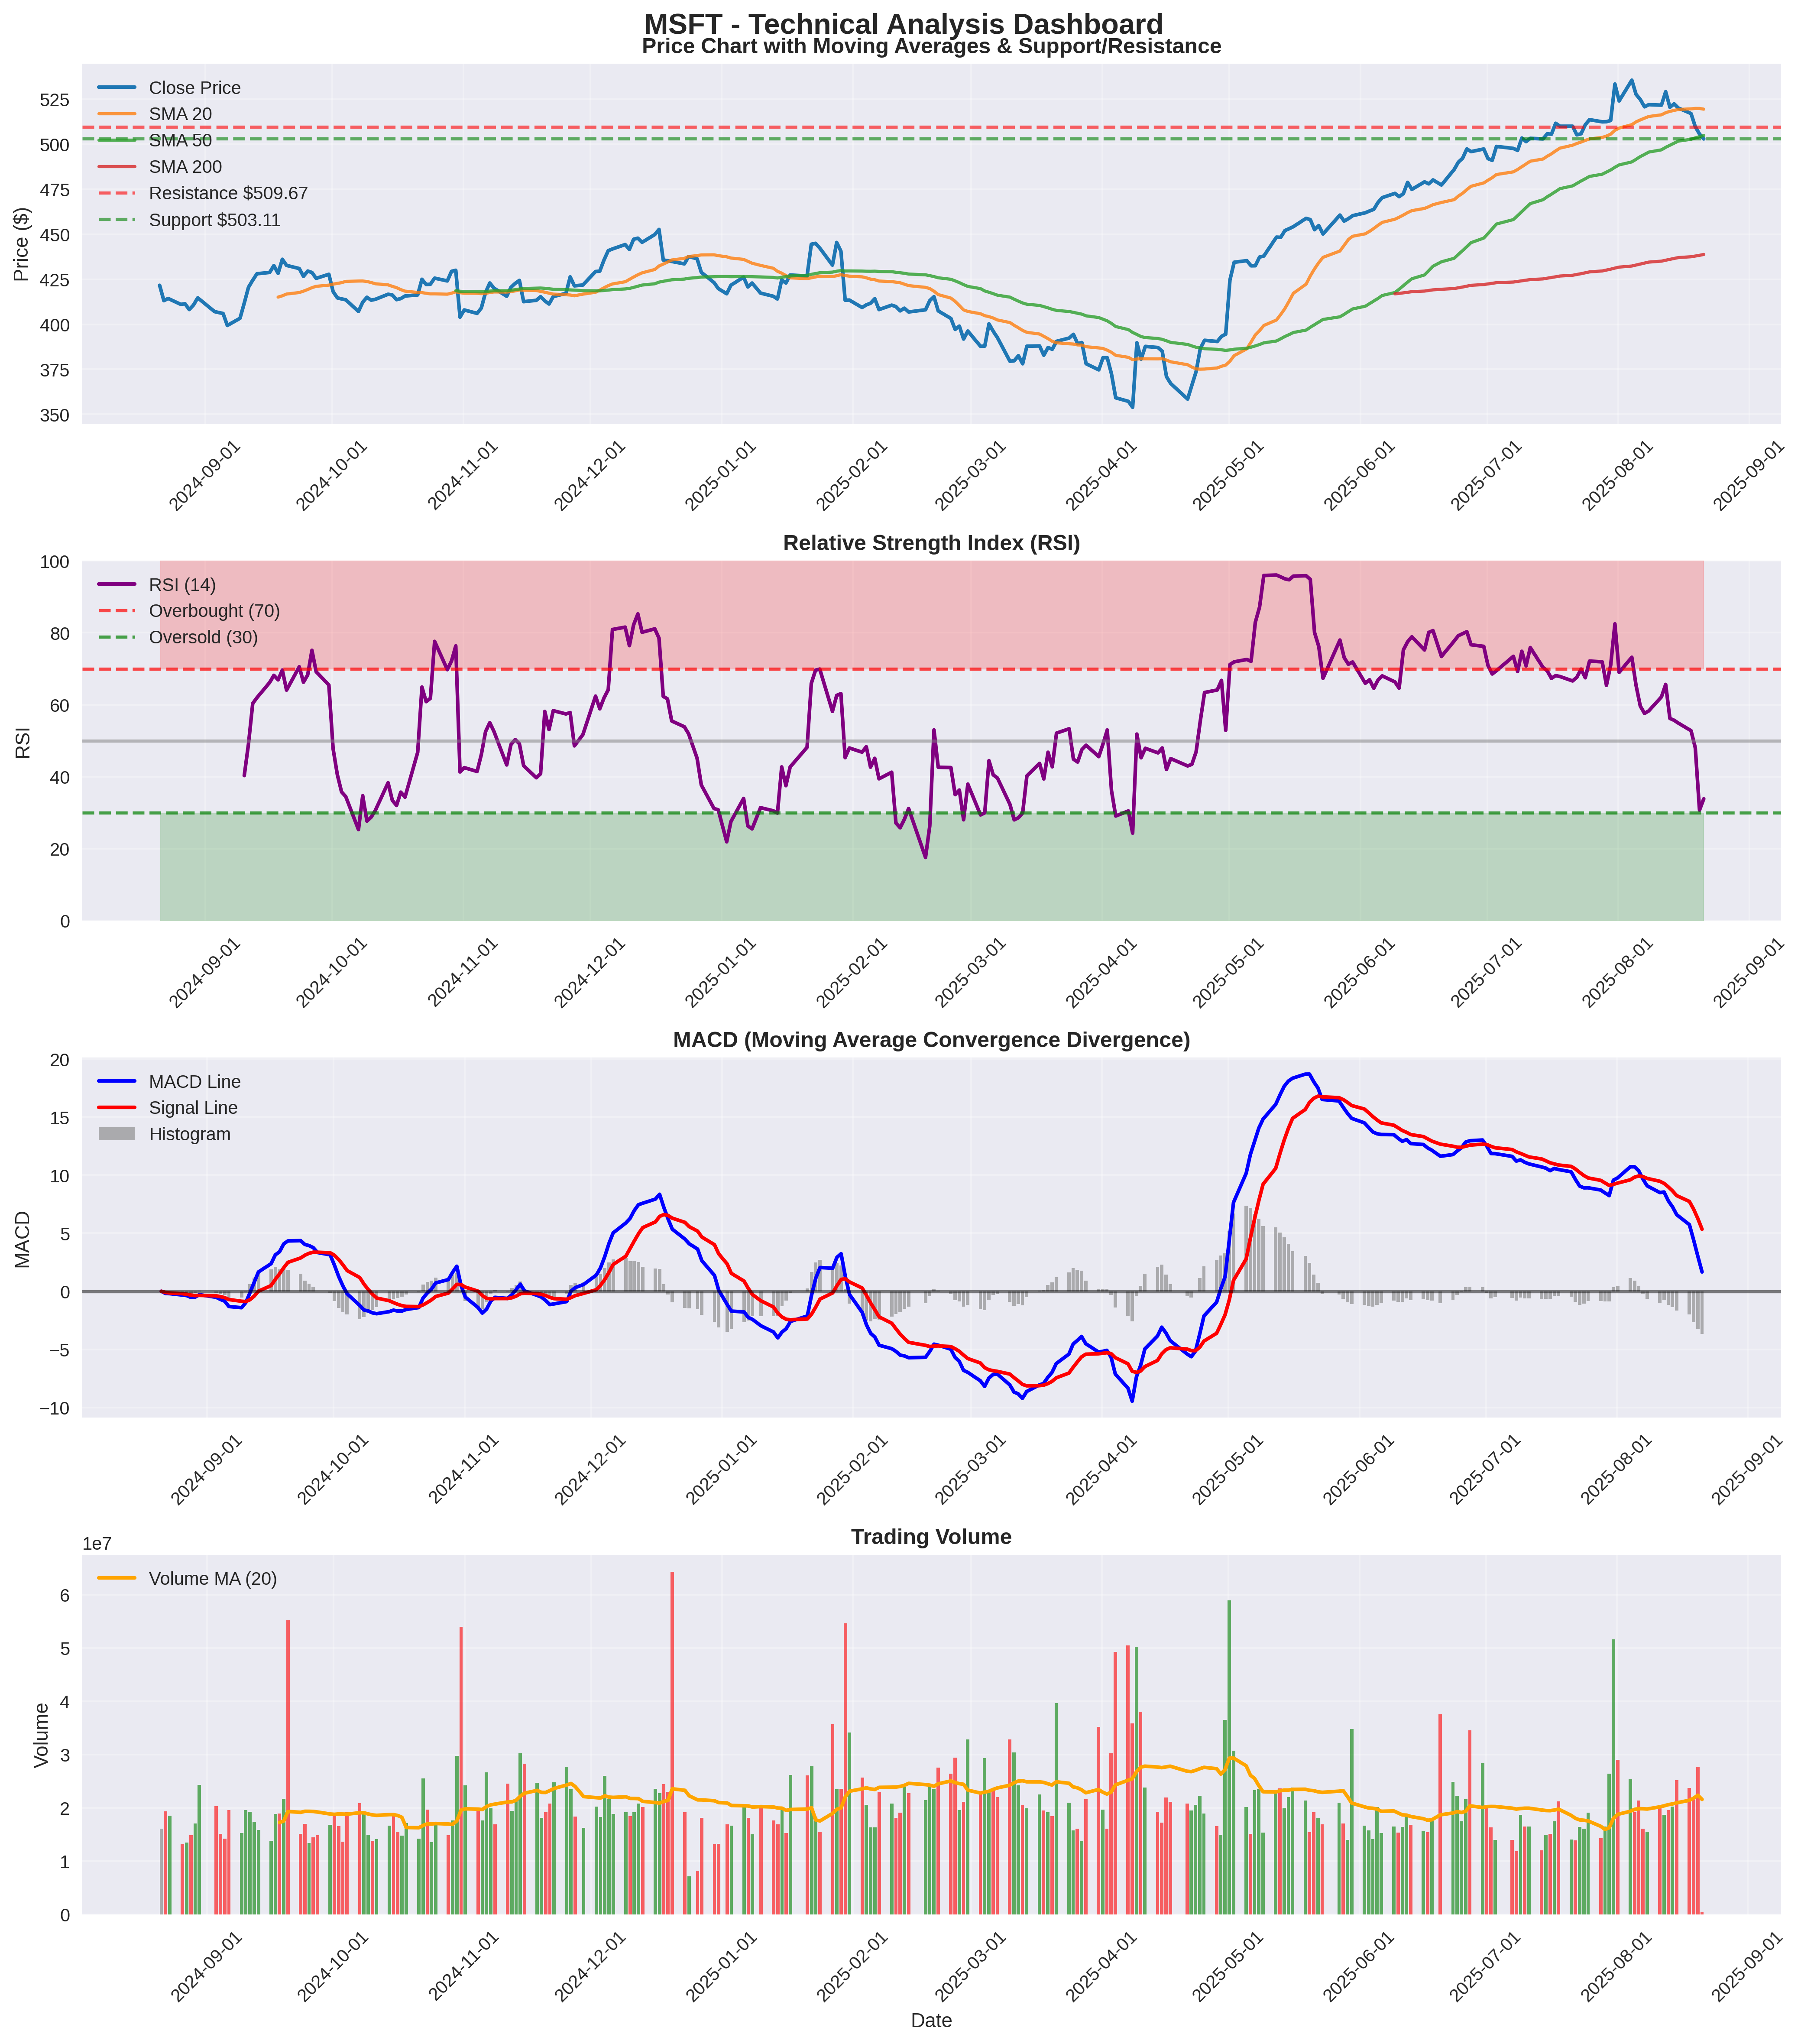 MSFT - Technical Analysis Dashboard
Price Chart with Moving Averages & Support/Resistance
Close Price
SMA 20
SMA 50
SMA 200
Resistance $509.67
Support $503.11
Price ($)
525
500
475
450
425
400
375
350
2024-09-01 2024-10-01 2024-11-01 2024-12-01 2025-01-01 2025-02-01 2025-03-01 2025-04-01 2025-05-01 2025-06-01 2025-07-01 2025-08-01 2025-09-01
Relative Strength Index (RSI)
RSI (14)
Overbought (70)
Oversold (30)
RSI
100
80
60
40
20
0
2024-09-01 2024-10-01 2024-11-01 2024-12-01 2025-01-01 2025-02-01 2025-03-01 2025-04-01 2025-05-01 2025-06-01 2025-07-01 2025-08-01 2025-09-01
MACD (Moving Average Convergence Divergence)
MACD Line
Signal Line
Histogram
MACD
20
15
10
5
0
−5
−10
2024-09-01 2024-10-01 2024-11-01 2024-12-01 2025-01-01 2025-02-01 2025-03-01 2025-04-01 2025-05-01 2025-06-01 2025-07-01 2025-08-01 2025-09-01
Trading Volume
1e7
Volume MA (20)
Volume
6
5
4
3
2
1
0
2024-09-01 2024-10-01 2024-11-01 2024-12-01 2025-01-01 2025-02-01 2025-03-01 2025-04-01 2025-05-01 2025-06-01 2025-07-01 2025-08-01 2025-09-01
Date